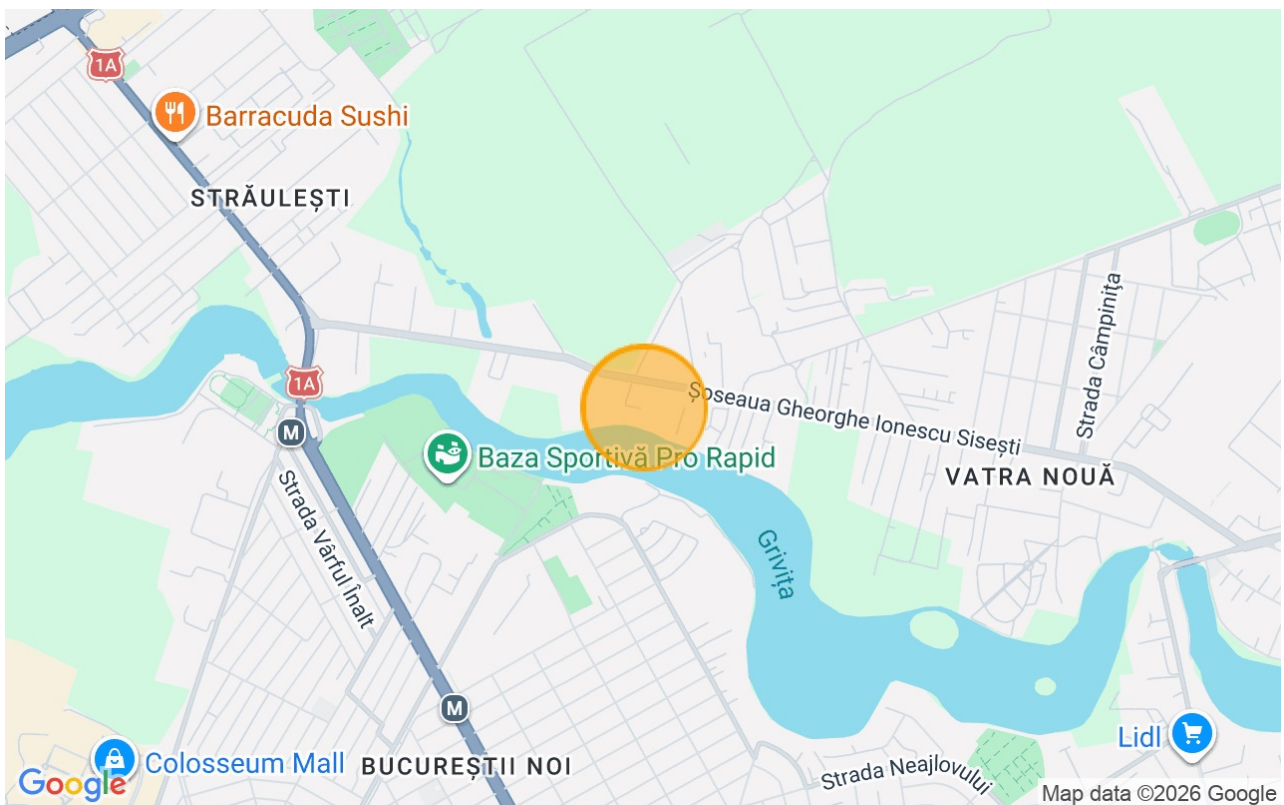 1A
Barracuda Sushi
STRĂULEȘTI
Strada Câmpinița
1A
Șoseaua Gheorghe Ionescu Sisești
M
Baza Sportivă Pro Rapid
VATRA NOUĂ
Strada Vârful Înalt
Grivița
M
Lidl
Colosseum Mall
BUCUREȘTII NOI
Strada Neajlovului
Google
Map data ©2026 Google